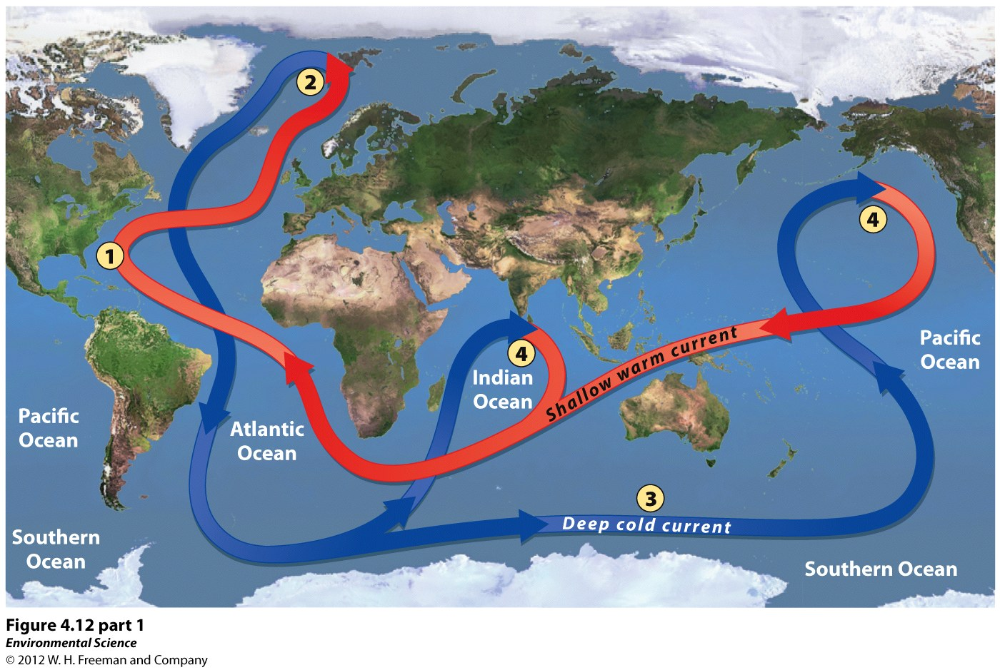 2
1
4
4
Pacific
Ocean
Indian
Ocean
Shallow warm current
Pacific
Ocean
Atlantic
Ocean
3
Deep cold current
Southern
Ocean
Southern Ocean
Figure 4.12 part 1
Environmental Science
© 2012 W. H. Freeman and Company